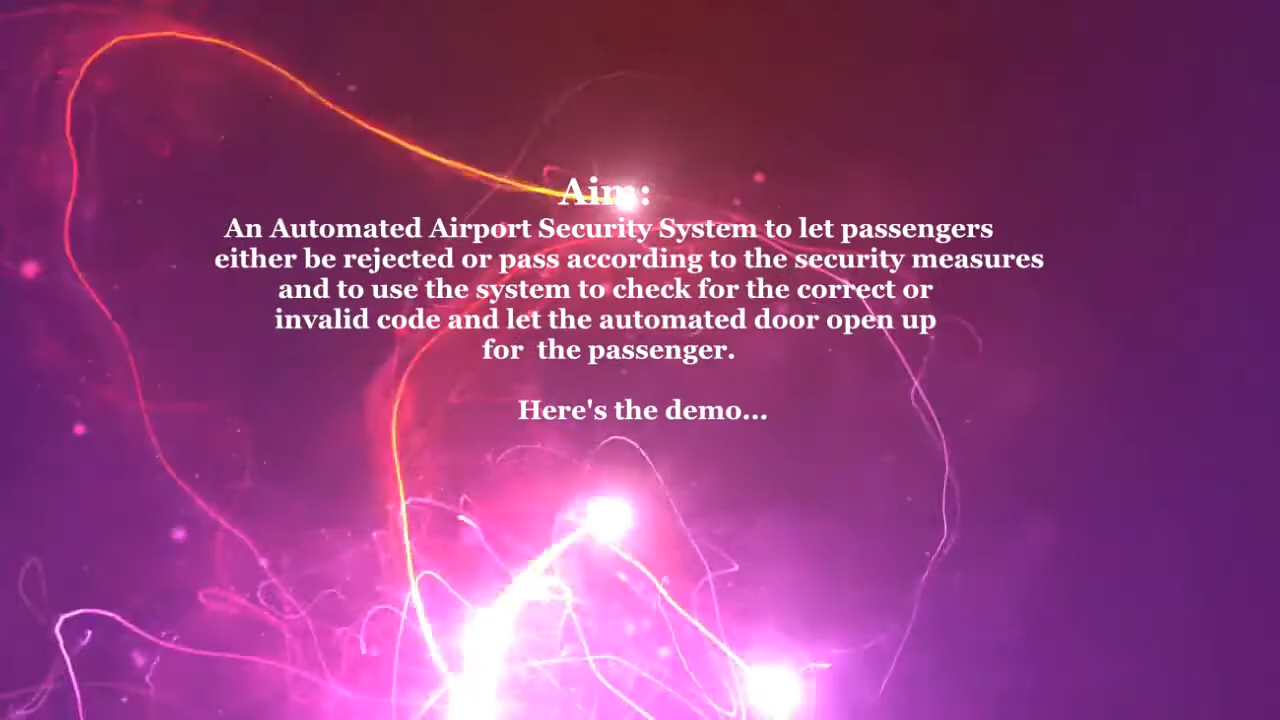 Aim:
An Automated Airport Security System to let passengers
either be rejected or pass according to the security measures
and to use the system to check for the correct or
invalid code and let the automated door open up
for  the passenger.
Here's the demo...